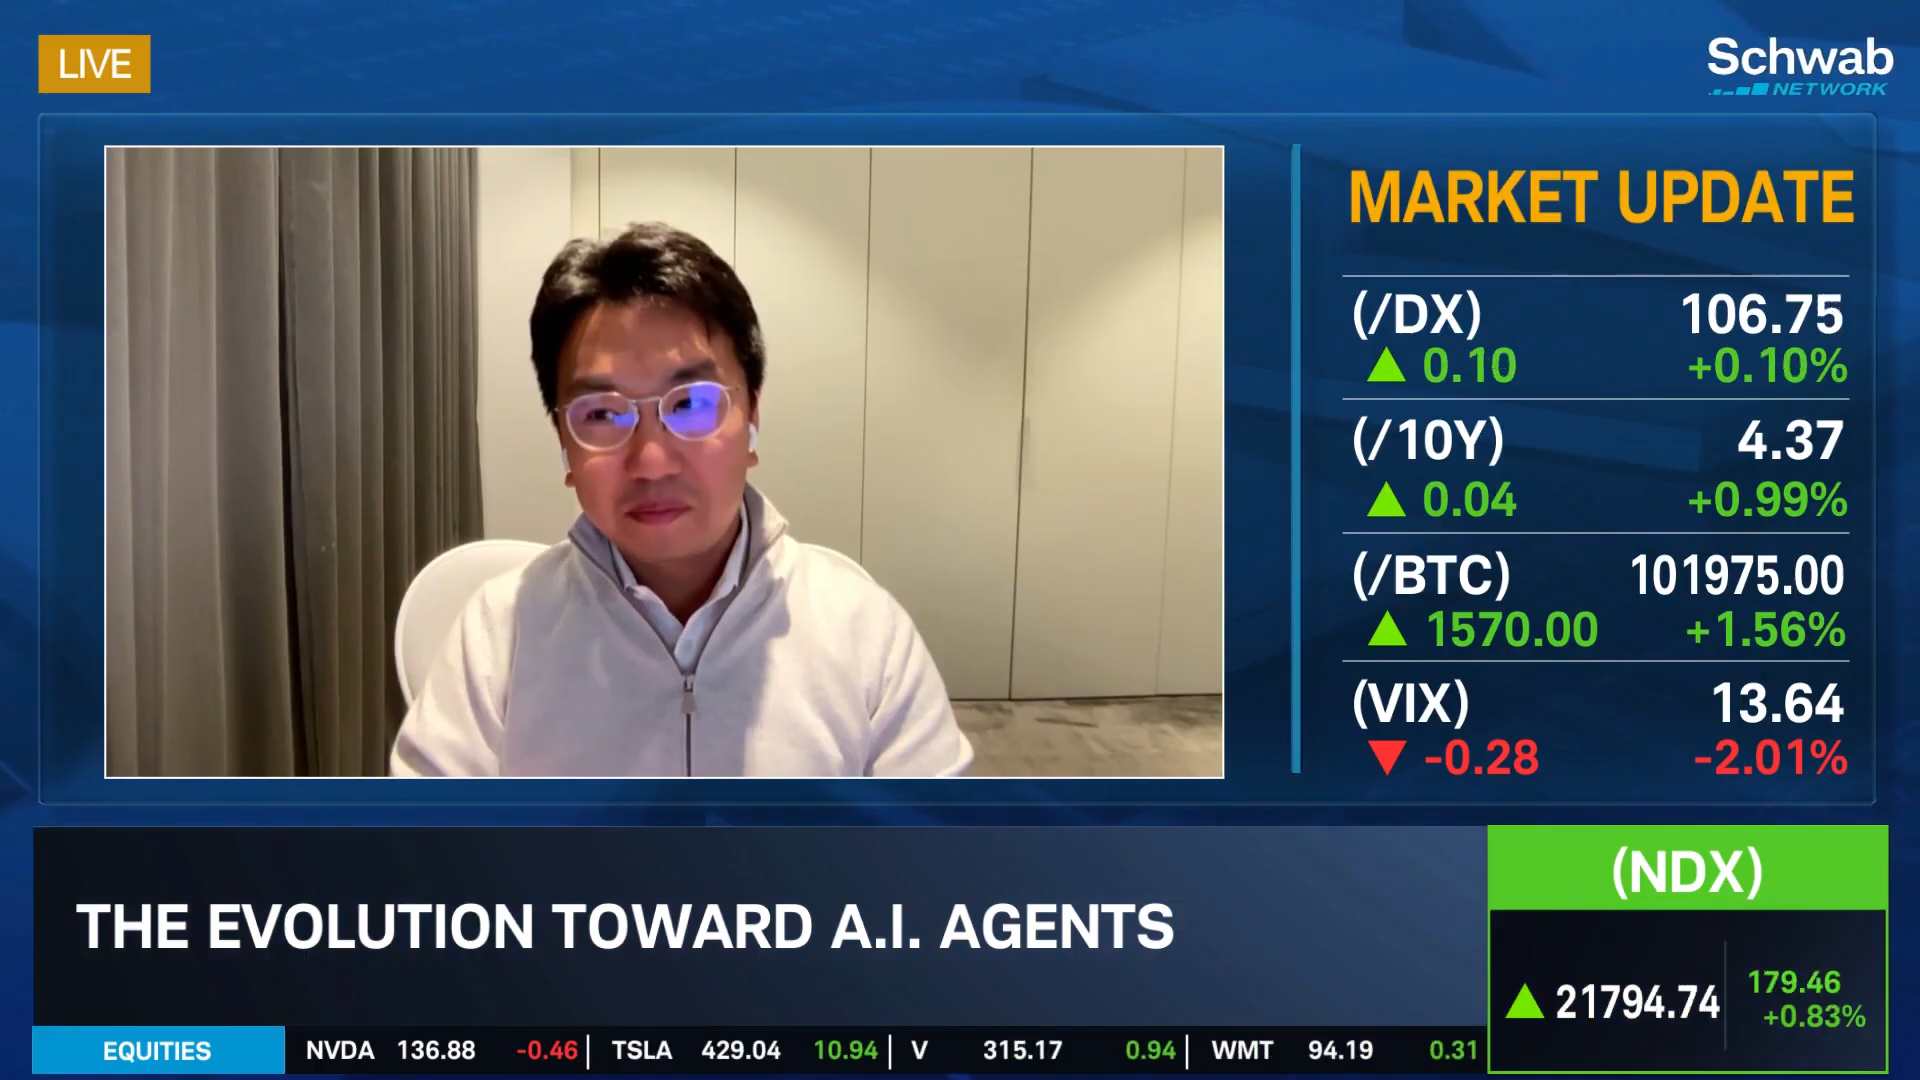 LIVE
Schwab
NETWORK
MARKET UPDATE
(/DX) 106.75
▲ 0.10 +0.10%
(/10Y) 4.37
▲ 0.04 +0.99%
(/BTC) 101975.00
▲ 1570.00 +1.56%
(VIX) 13.64
▼ -0.28 -2.01%
THE EVOLUTION TOWARD A.I. AGENTS
(NDX)
▲ 21794.74 179.46
+0.83%
EQUITIES NVDA 136.88 -0.46 | TSLA 429.04 10.94 | V 315.17 0.94 | WMT 94.19 0.31